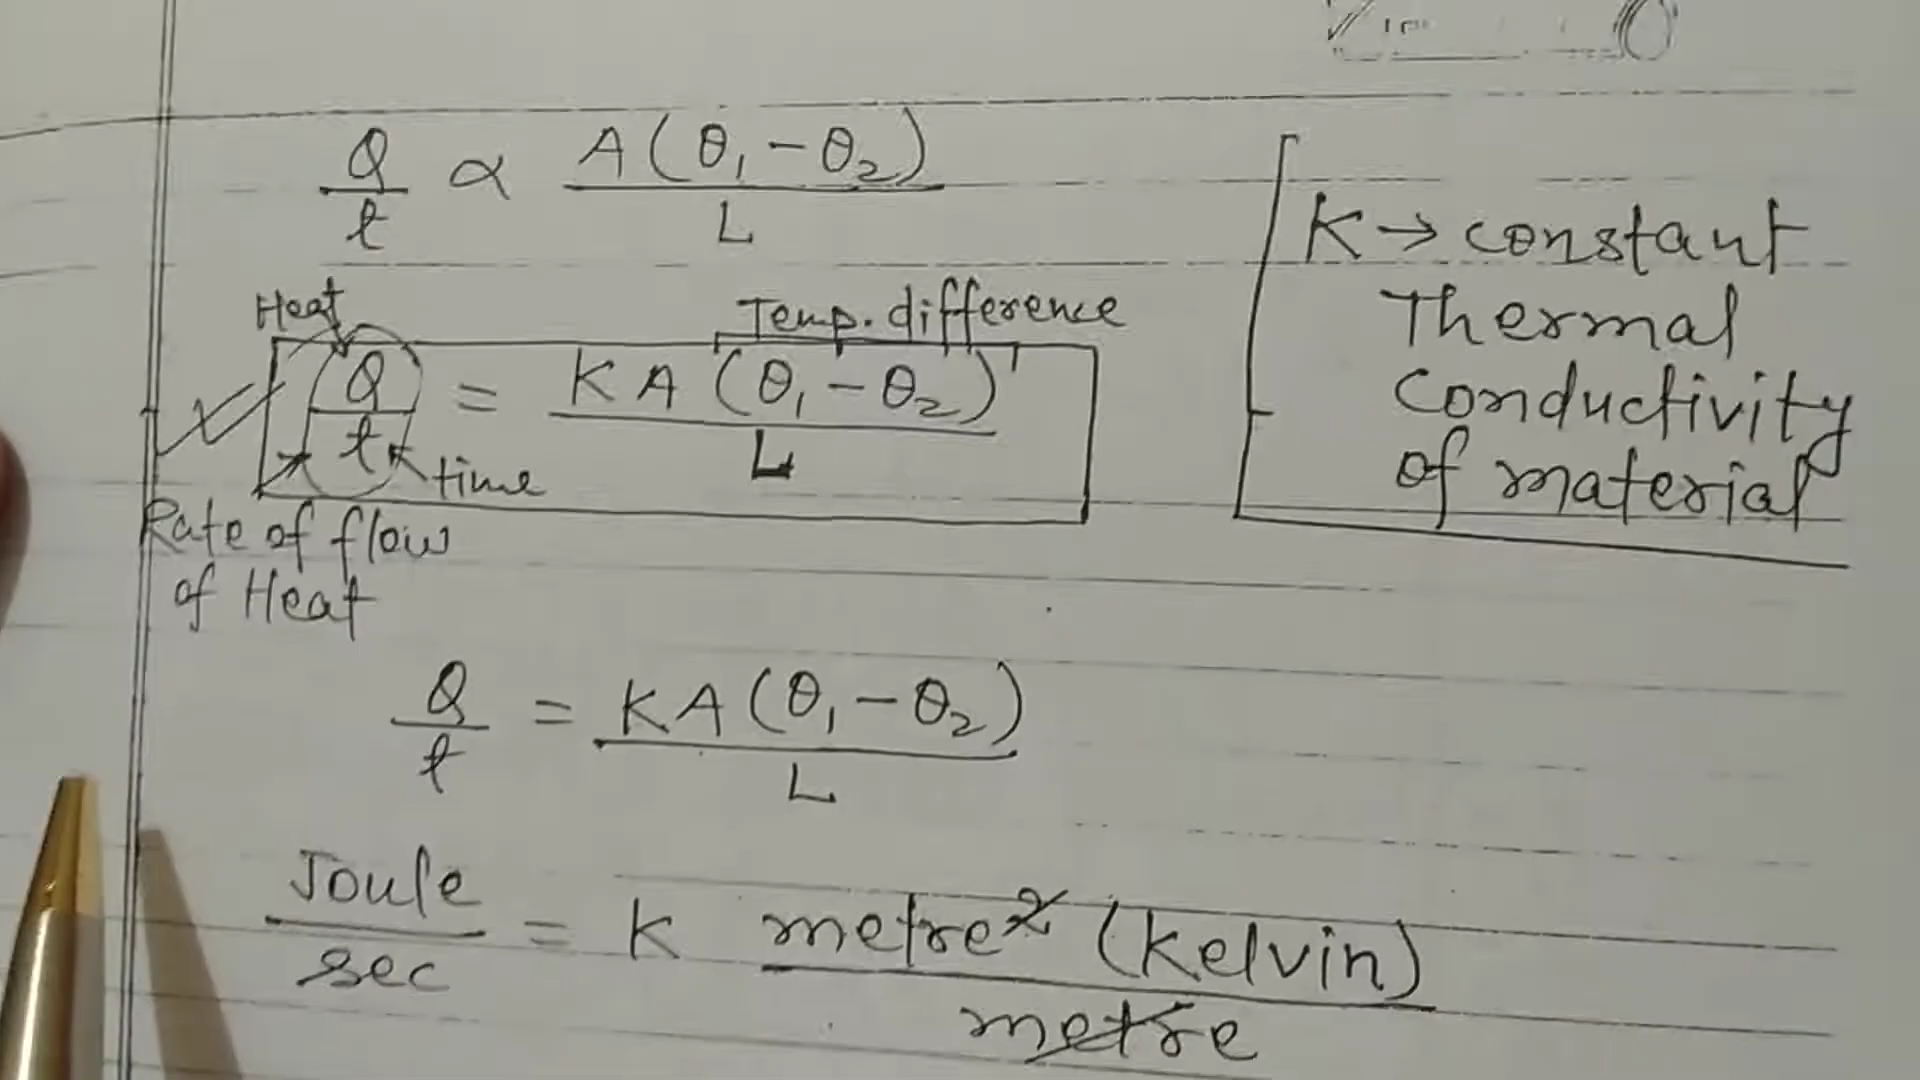 Q/t ∝ A(θ₁-θ₂)/L
Heat
Temp. difference
Q/t = KA(θ₁-θ₂)/L
time
Rate of flow
of Heat
K → constant
Thermal
Conductivity
of material
Q/t = KA(θ₁-θ₂)/L
Joule/sec = K metre² (Kelvin)/metre